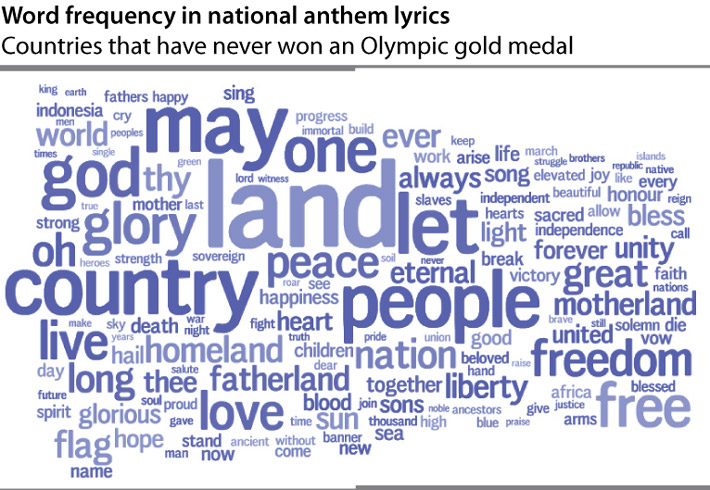 Word frequency in national anthem lyrics
Countries that have never won an Olympic gold medal
king earth fathers happy sing
indonesia men cry may progress
world peoples immortal build ever keep
times single one work arise life march islands
god thy green lord witness struggle brothers republic native
land always song elevated joy like every
true mother last slaves independent beautiful honour reign
strong glory let hearts sacred allow bless
light independence call
oh heroes strength sovereign peace soil never break forever unity
country roar see eternal victory great faith
happiness people nations
motherland
make sky death war night fight heart brave still solemn die
live years truth pride union good united vow
hail homeland children nation beloved raise freedom
day long salute thee fatherland dear together hand liberty africa blessed
future soul blood join sons noble ancestors give justice free
spirit glorious proud gave love time sun thousand high blue praise arms
flag hope stand ancient without banner sea
man now come new
name